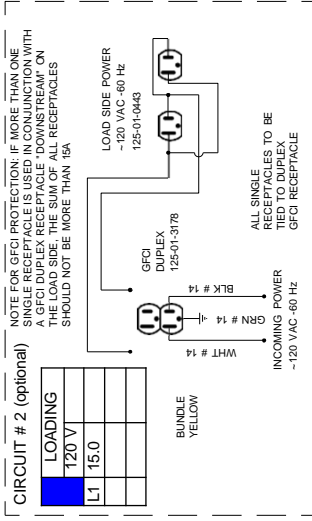 CIRCUIT # 2 (optional)
NOTE FOR GFCI PROTECTION: IF MORE THAN ONE
SINGLE RECEPTACLE IS USED IN CONJUNCTION WITH
A GFCI DUPLEX RECEPTACLE "DOWNSTREAM" ON
THE LOAD SIDE, THE SUM OF ALL RECEPTACLES
SHOULD NOT BE MORE THAN 15A
LOADING
120 V
L1 15.0
LOAD SIDE POWER
~120 VAC -60 Hz
125-01-0443
GFCI
DUPLEX
125-01-3178
BUNDLE
YELLOW
WHT # 14
GRN # 14
BLK # 14
INCOMING POWER
~120 VAC -60 Hz
ALL SINGLE
RECEPTACLES TO BE
TIED TO DUPLEX
GFCI RECEPTACLE